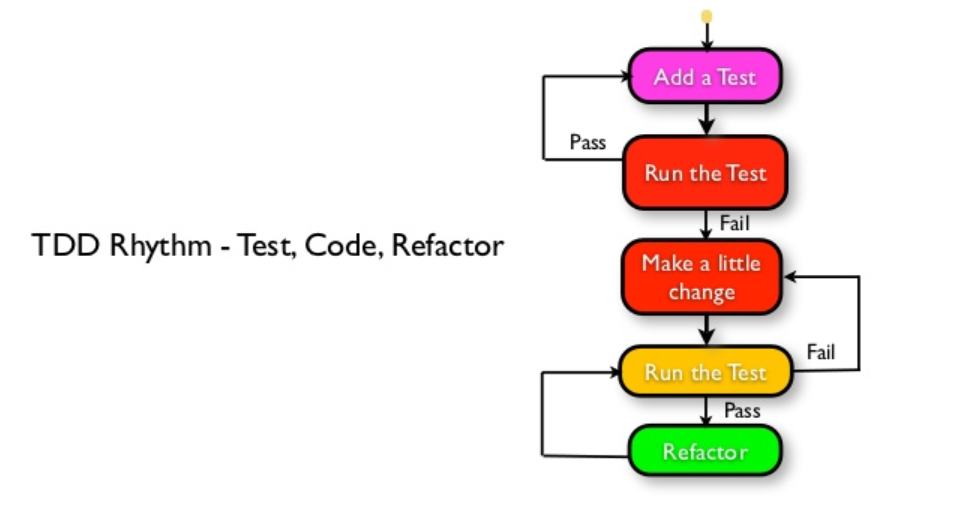 Add a Test
Pass
Run the Test
Fail
TDD Rhythm - Test, Code, Refactor
Make a little
change
Fail
Run the Test
Pass
Refactor